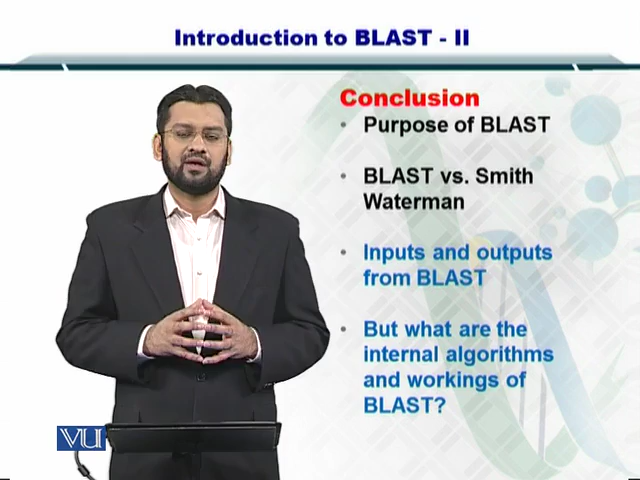 Introduction to BLAST - II
Conclusion
• Purpose of BLAST
• BLAST vs. Smith
Waterman
• Inputs and outputs
from BLAST
• But what are the
internal algorithms
and workings of
BLAST?
VU